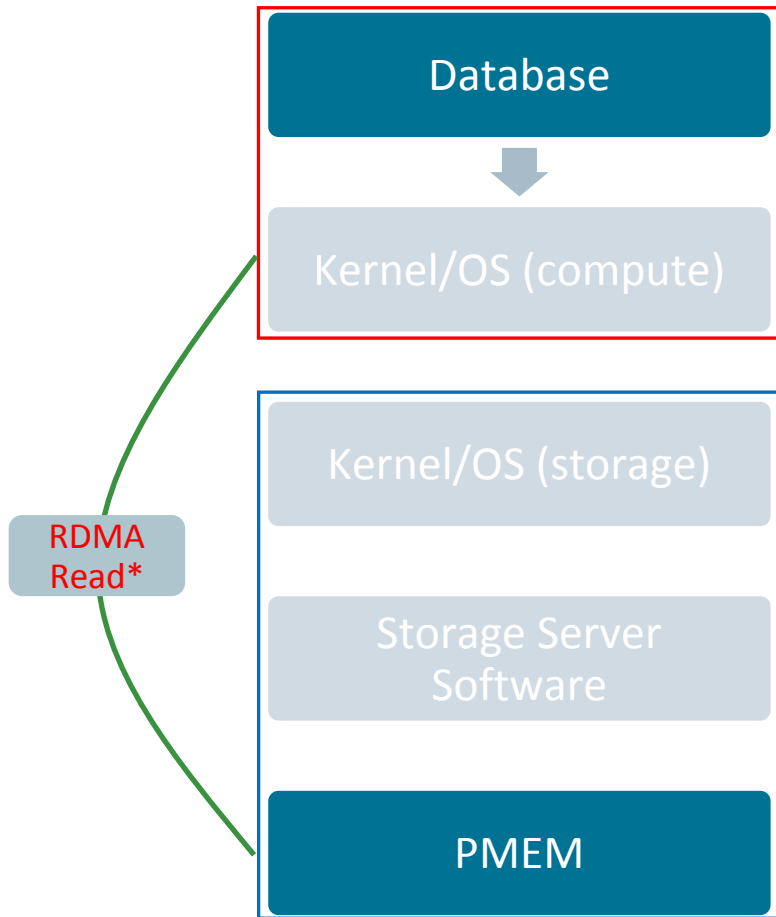 Database
Kernel/OS (compute)
Kernel/OS (storage)
RDMA
Read*
Storage Server
Software
PMEM